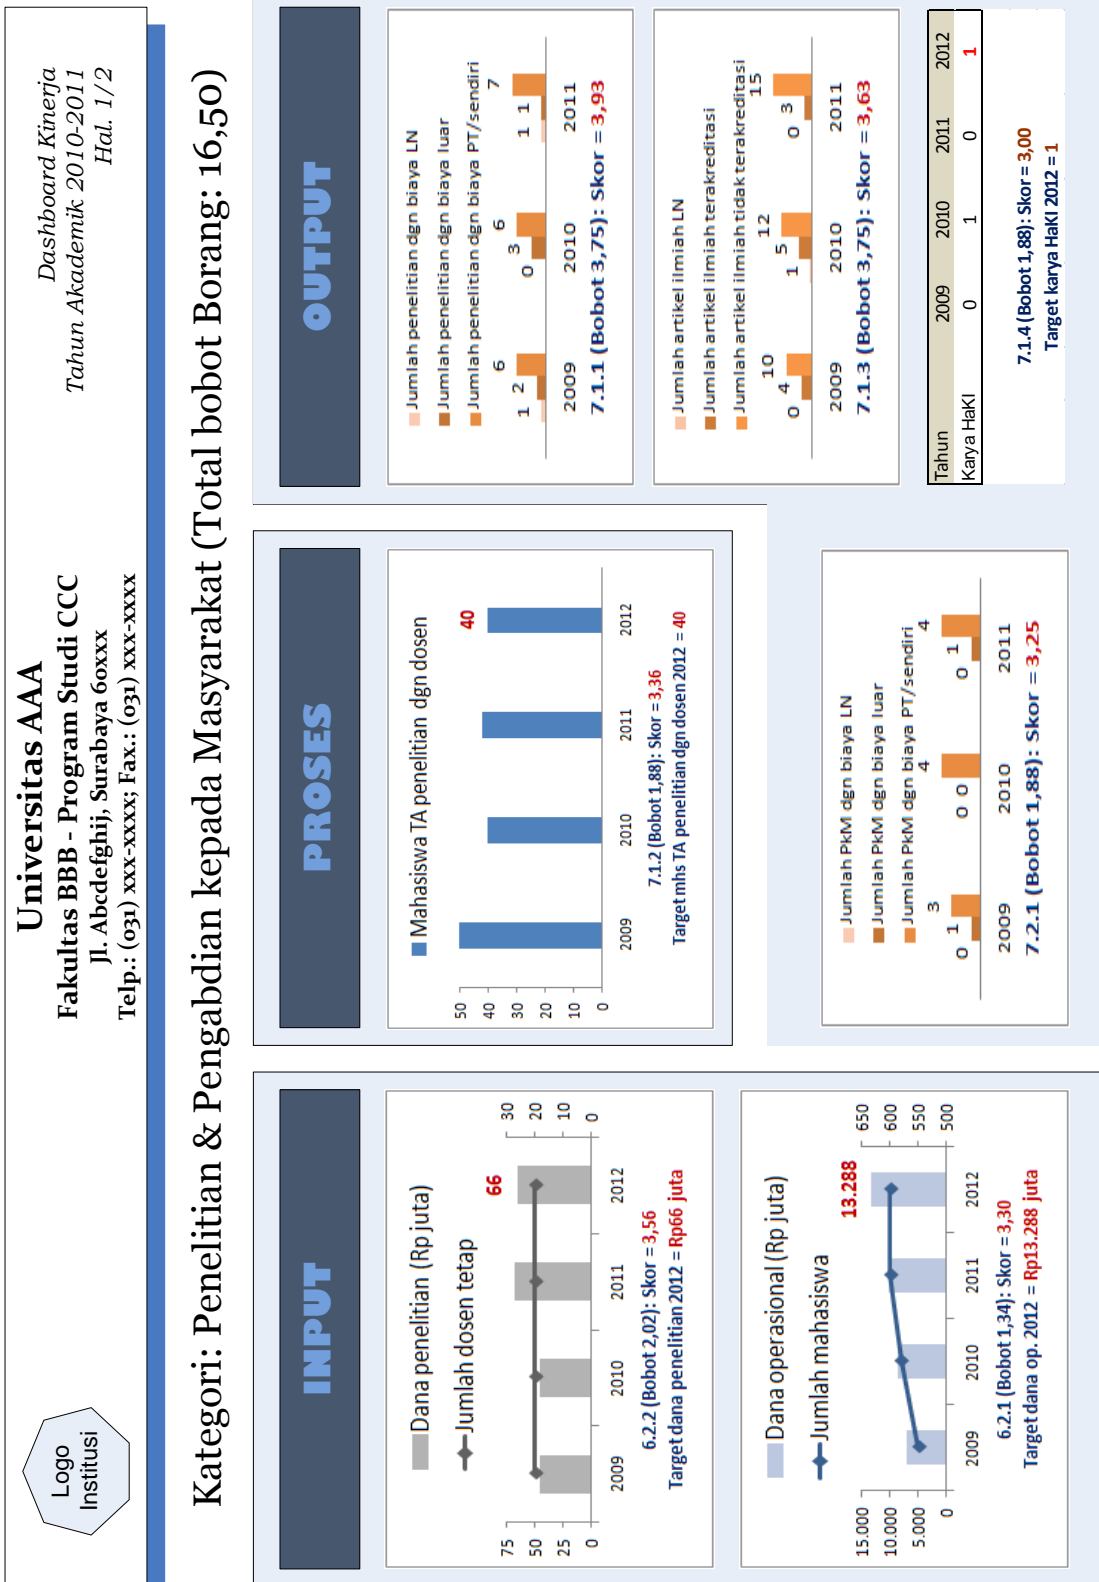 Logo
Institusi
Universitas AAA
Fakultas BBB - Program Studi CCC
Jl. Abcdefghij, Surabaya 60xxx
Telp.: (031) xxx-xxxx; Fax.: (031) xxx-xxxx
Dashboard Kinerja
Tahun Akademik 2010-2011
Hal. 1/2
Kategori: Penelitian & Pengabdian kepada Masyarakat (Total bobot Borang: 16,50)
INPUT
Dana penelitian (Rp juta)
Jumlah dosen tetap
66
75
50
25
0
30
20
10
0
2009 2010 2011 2012
6.2.2 (Bobot 2,02): Skor = 3,56
Target dana penelitian 2012 = Rp66 juta
Dana operasional (Rp juta)
Jumlah mahasiswa
13.288
15.000
10.000
5.000
0
650
600
550
500
2009 2010 2011 2012
6.2.1 (Bobot 1,34): Skor = 3,30
Target dana op. 2012 = Rp13.288 juta
PROSES
Mahasiswa TA penelitian dgn dosen
40
50
40
30
20
10
0
2009 2010 2011 2012
7.1.2 (Bobot 1,88): Skor = 3,36
Target mhs TA penelitian dgn dosen 2012 = 40
Jumlah PkM dgn biaya LN
Jumlah PkM dgn biaya luar
Jumlah PkM dgn biaya PT/sendiri
0 1 3 0 0 4 0 1 4
2009 2010 2011
7.2.1 (Bobot 1,88): Skor = 3,25
OUTPUT
Jumlah penelitian dgn biaya LN
Jumlah penelitian dgn biaya luar
Jumlah penelitian dgn biaya PT/sendiri
1 2 6 0 3 6 1 1 7
2009 2010 2011
7.1.1 (Bobot 3,75): Skor = 3,93
Jumlah artikel ilmiah LN
Jumlah artikel ilmiah terakreditasi
Jumlah artikel ilmiah tidak terakreditasi
0 4 10 1 5 12 0 3 15
2009 2010 2011
7.1.3 (Bobot 3,75): Skor = 3,63
Tahun 2009 2010 2011 2012
Karya HaKI 0 1 0 1
7.1.4 (Bobot 1,88): Skor = 3,00
Target karya HaKI 2012 = 1